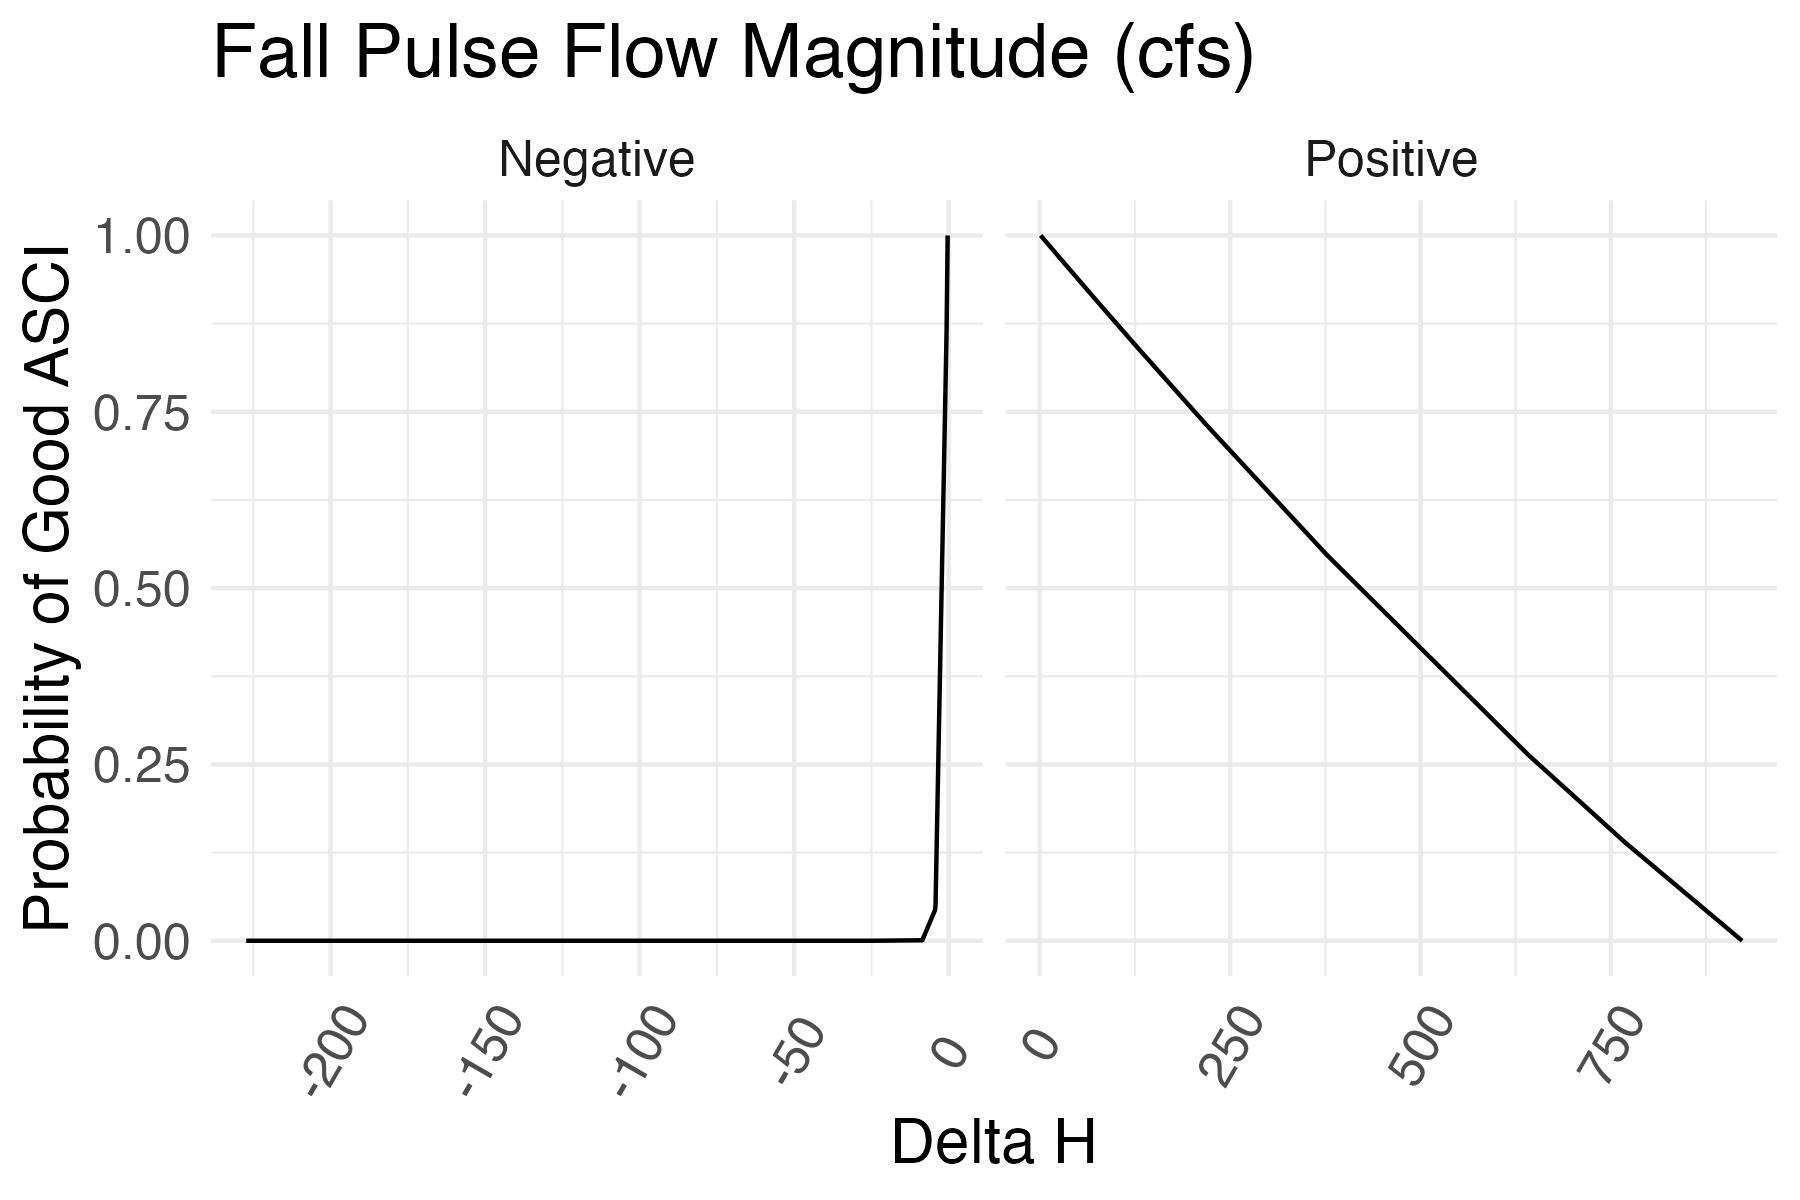 Fall Pulse Flow Magnitude (cfs)
Negative
Positive
Probability of Good ASCI
1.00
0.75
0.50
0.25
0.00
-200
-150
-100
-50
0
0
250
500
750
Delta H